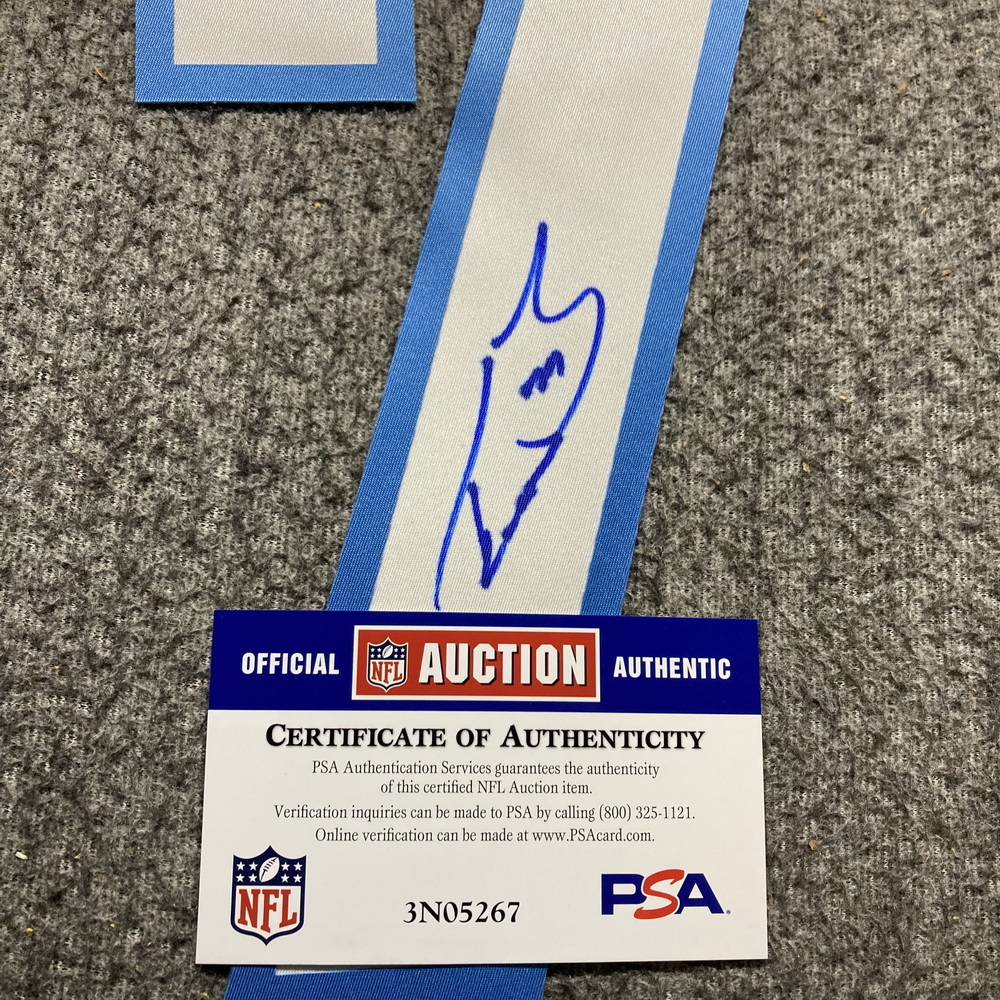 OFFICIAL NFL AUCTION AUTHENTIC
CERTIFICATE OF AUTHENTICITY
PSA Authentication Services guarantees the authenticity
of this certified NFL Auction item.
Verification inquiries can be made to PSA by calling (800) 325-1121.
Online verification can be made at www.PSAcard.com.
NFL 3N05267 PSA